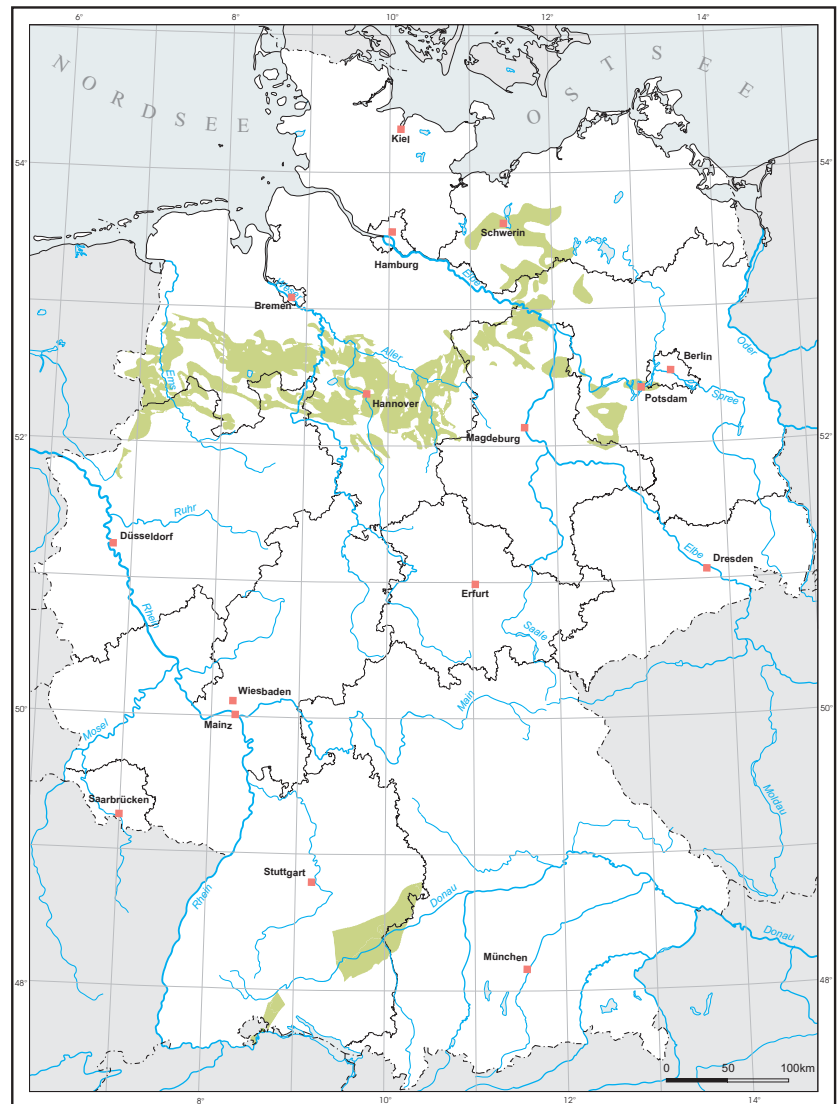 6°
8°
10°
12°
14°
NORDSEE
OSTSEE
Kiel
54°
54°
Schwerin
Hamburg
Elbe
Weser
Bremen
Oder
Aller
Ems
Berlin
Hannover
Potsdam
Spree
Magdeburg
52°
52°
Ruhr
Düsseldorf
Elbe
Dresden
Erfurt
Rhein
Saale
Wiesbaden
Main
50°
50°
Mainz
Mosel
Moldau
Saarbrücken
Stuttgart
Rhein
Donau
Donau
München
48°
48°
0 50 100km
8°
10°
12°
14°